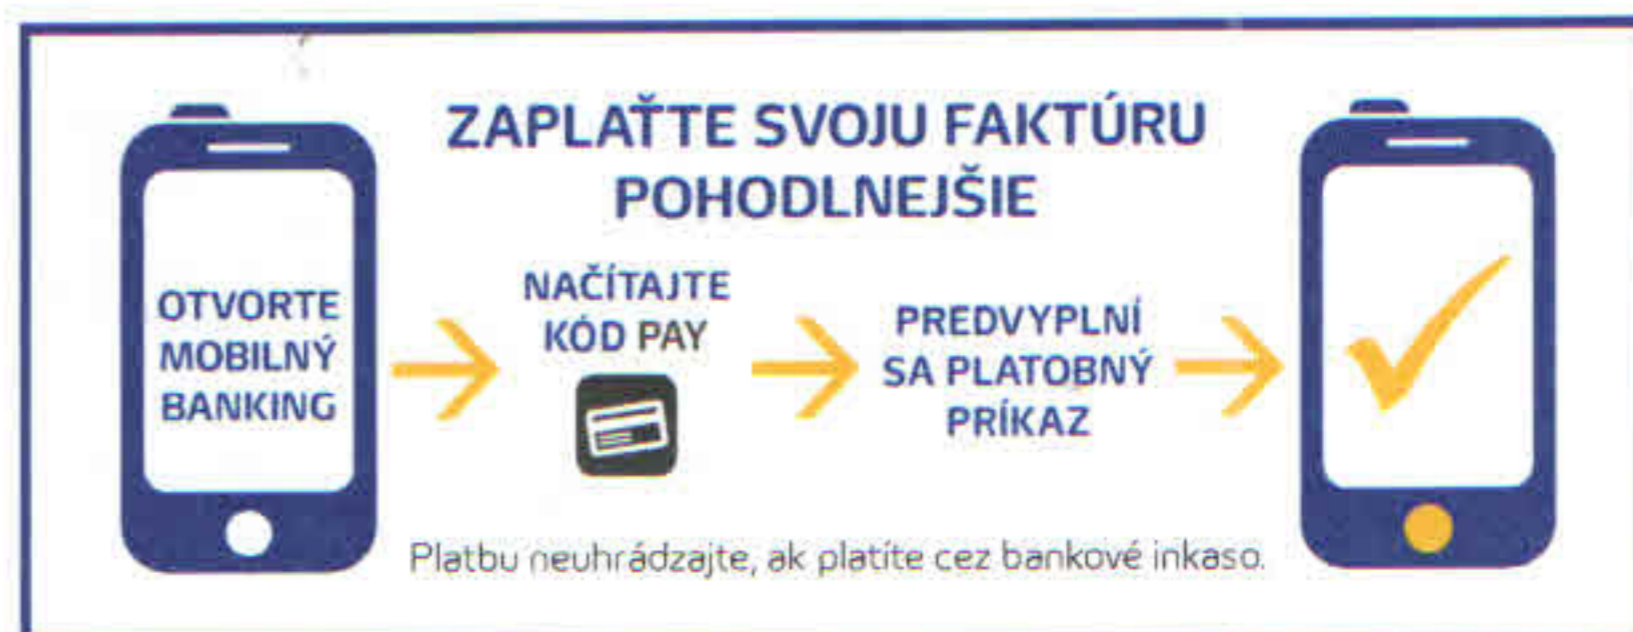 ZAPLAŤTE SVOJU FAKTÚRU
POHODLNEJŠIE
OTVORTE
MOBILNÝ
BANKING
NAČÍTAJTE
KÓD PAY
PREDVYPLNÍ
SA PLATOBNÝ
PRÍKAZ
Platbu neuhrádzajte, ak platíte cez bankové inkaso.